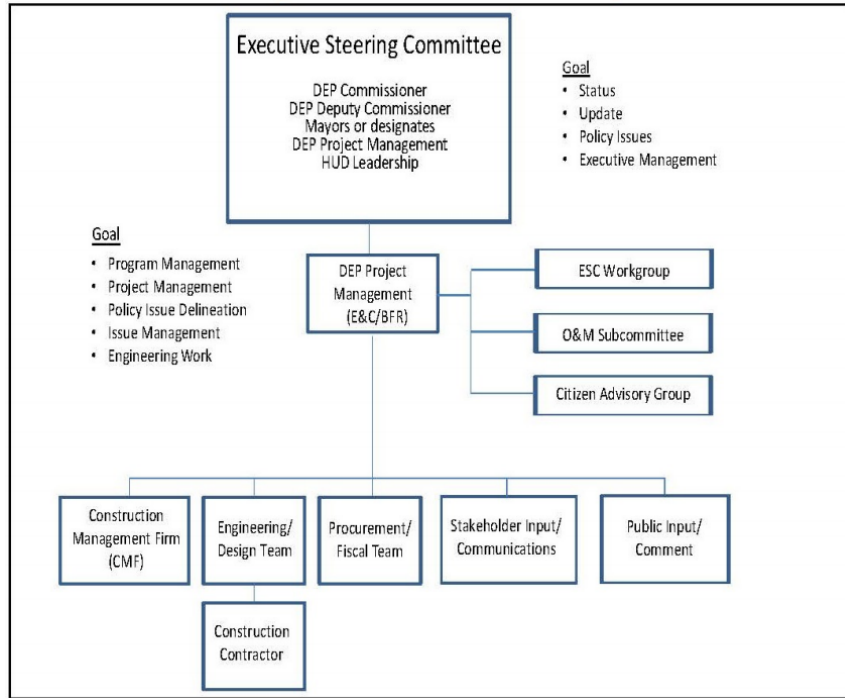 Executive Steering Committee
DEP Commissioner
DEP Deputy Commissioner
Mayors or designates
DEP Project Management
HUD Leadership
Goal
• Status
• Update
• Policy Issues
• Executive Management
Goal
• Program Management
• Project Management
• Policy Issue Delineation
• Issue Management
• Engineering Work
DEP Project
Management
(E&C/BFR)
ESC Workgroup
O&M Subcommittee
Citizen Advisory Group
Construction
Management Firm
(CMF)
Engineering/
Design Team
Procurement/
Fiscal Team
Stakeholder Input/
Communications
Public Input/
Comment
Construction
Contractor